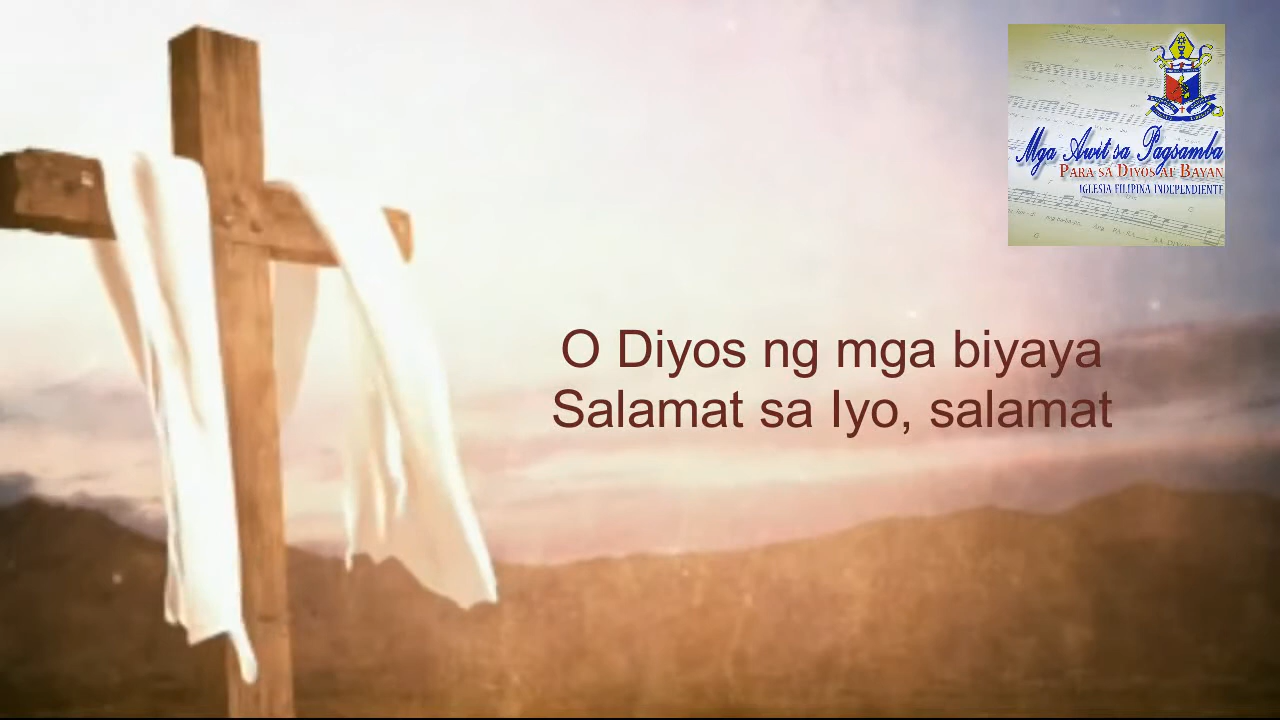 Mga Awit sa Pagsamba
PARA SA DIYOS AT BAYAN
IGLESIA FILIPINA INDEPENDIENTE
O Diyos ng mga biyaya
Salamat sa Iyo, salamat